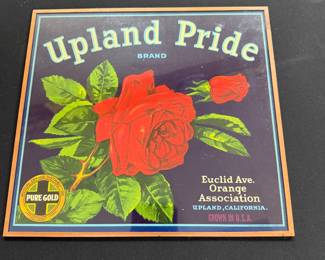 Upland Pride
BRAND
Euclid Ave.
Orange
Association
UPLAND, CALIFORNIA.
GROWN IN U.S.A.
PURE GOLD